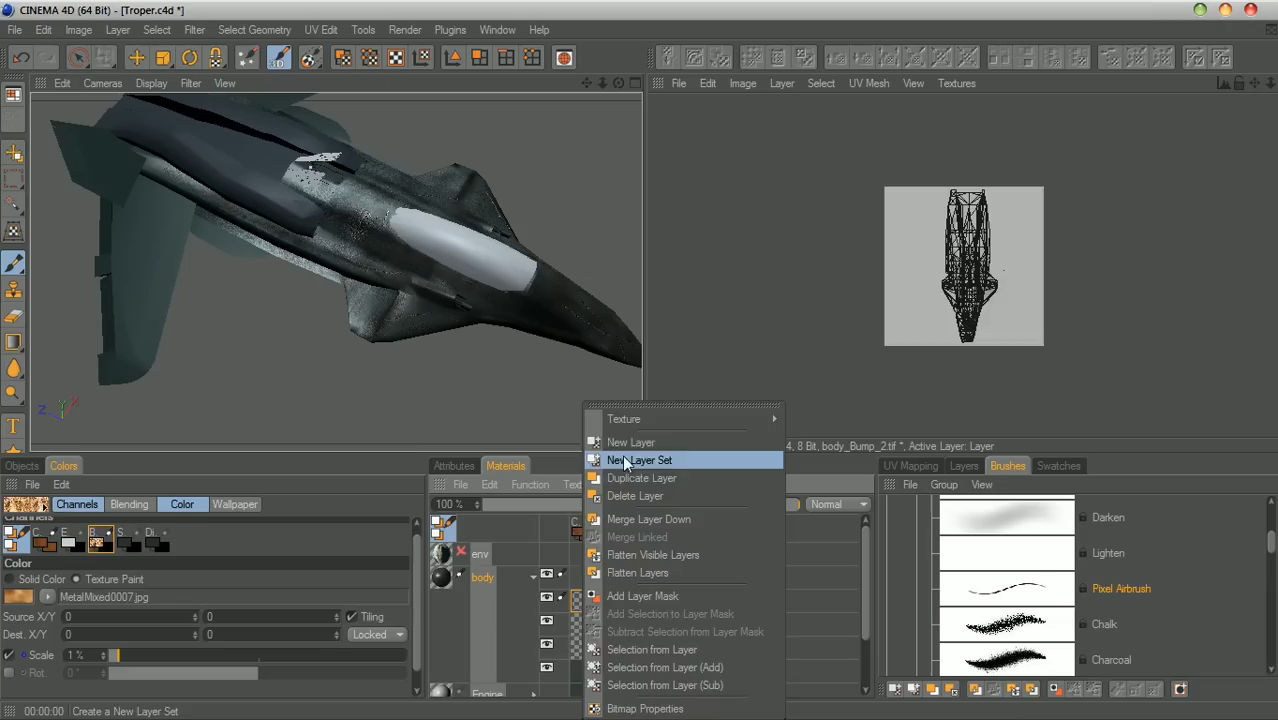 CINEMA 4D (64 Bit) - [Troper.c4d *]
File Edit Image Layer Select Filter Select Geometry UV Edit Tools Render Plugins Window Help
3D
Edit Cameras Display Filter View
File Edit Image Layer Select UV Mesh View Textures
Z Y X
T
Texture
New Layer
New Layer Set
Duplicate Layer
Delete Layer
Merge Layer Down
Merge Linked
Flatten Visible Layers
Flatten Layers
Add Layer Mask
Add Selection to Layer Mask
Subtract Selection from Layer Mask
Selection from Layer
Selection from Layer (Add)
Selection from Layer (Sub)
Bitmap Properties
4, 8 Bit, body_Bump_2.tif *, Active Layer: Layer
Objects Colors
File Edit
Channels Blending Color Wallpaper
Channels
C... E... B... S... Di...
Color
Solid Color Texture Paint
MetalMixed0007.jpg
Source X/Y 0 0 Tiling
Dest. X/Y 0 0 Locked
Scale 1 %
Rot. 0 °
Attributes Materials
File Edit Function
100 % Normal
C
env
body
Engine
UV Mapping Layers Brushes Swatches
File Group View
Darken
Lighten
Pixel Airbrush
Chalk
Charcoal
00:00:00 Create a New Layer Set